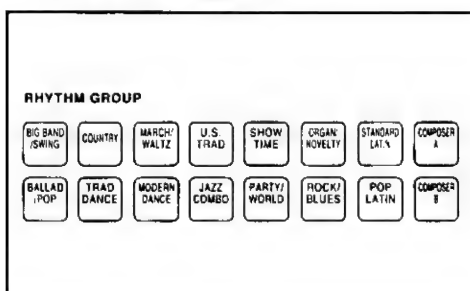 RHYTHM GROUP
BIG BAND /SWING
COUNTRY
MARCH/ WALTZ
U.S. TRAD
SHOW TIME
ORGAN/ NOVELTY
STANDARD LATIN
COMPOSER A
BALLAD /POP
TRAD DANCE
MODERN DANCE
JAZZ COMBO
PARTY/ WORLD
ROCK/ BLUES
POP LATIN
COMPOSER B